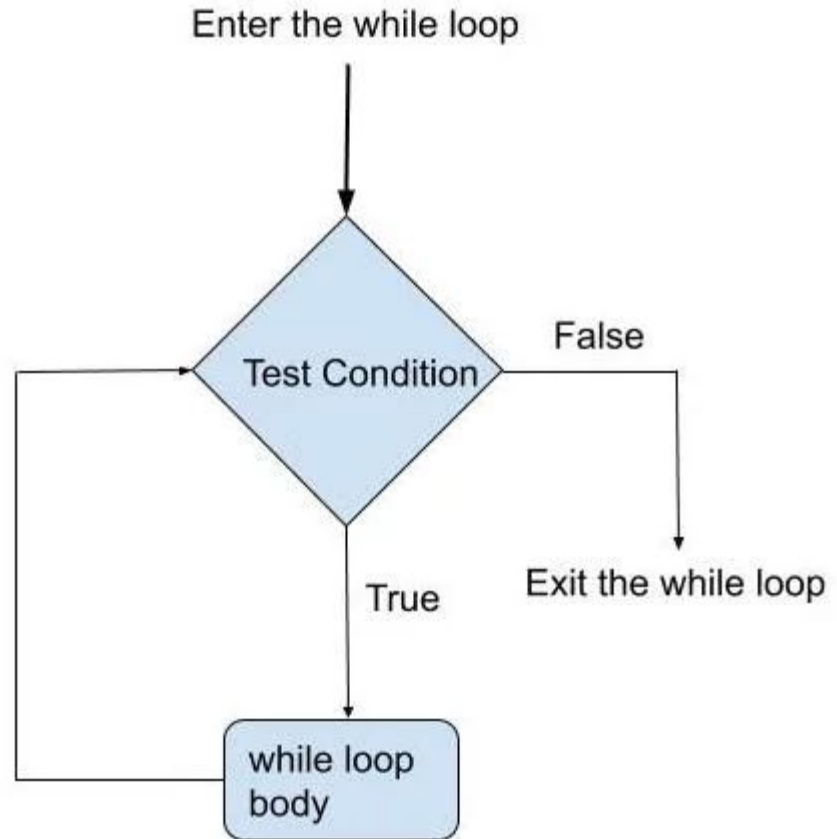 Enter the while loop
False
Test Condition
Exit the while loop
True
while loop
body